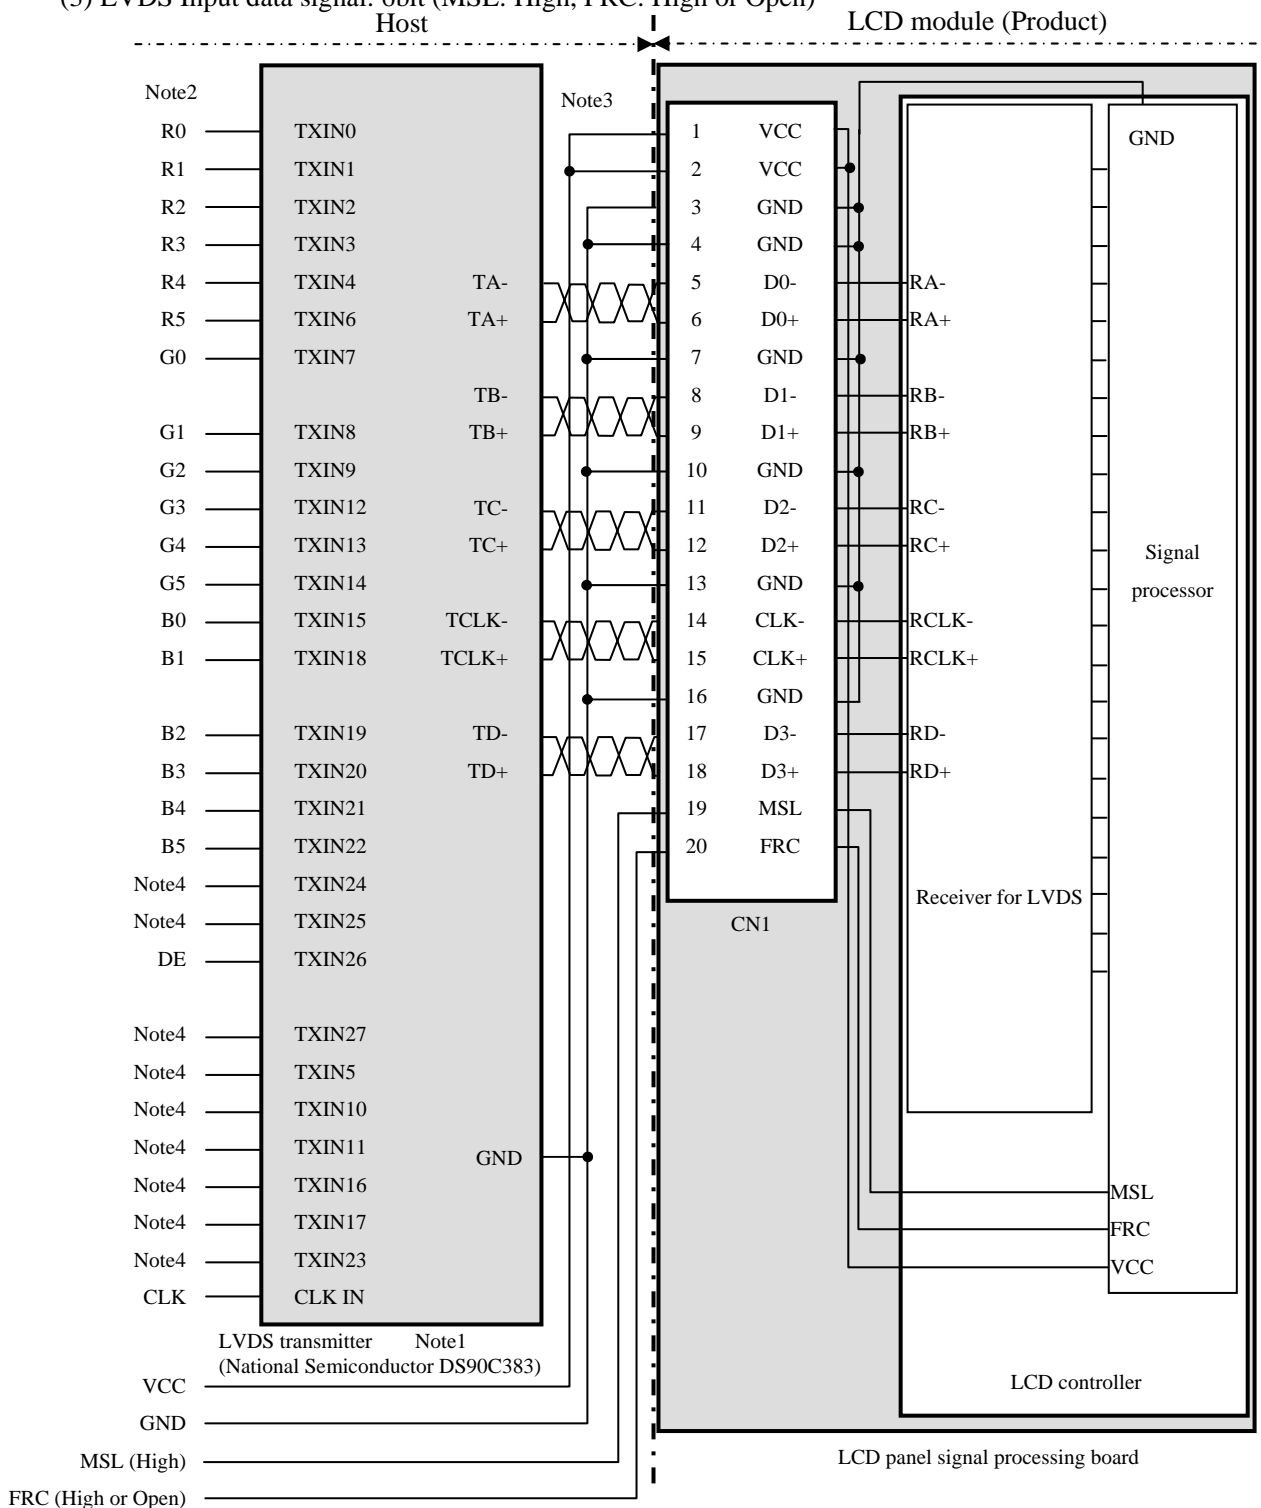 (3) LVDS Input data signal: 6bit (MSL: High, FRC: High or Open)
Host
LCD module (Product)
Note2
Note3
R0 TXIN0 1 VCC GND
R1 TXIN1 2 VCC
R2 TXIN2 3 GND
R3 TXIN3 4 GND
R4 TXIN4 TA- 5 D0- RA-
R5 TXIN6 TA+ 6 D0+ RA+
G0 TXIN7 7 GND
TB- 8 D1- RB-
G1 TXIN8 TB+ 9 D1+ RB+
G2 TXIN9 10 GND
G3 TXIN12 TC- 11 D2- RC-
G4 TXIN13 TC+ 12 D2+ RC+
Signal
processor
G5 TXIN14 13 GND
B0 TXIN15 TCLK- 14 CLK- RCLK-
B1 TXIN18 TCLK+ 15 CLK+ RCLK+
16 GND
B2 TXIN19 TD- 17 D3- RD-
B3 TXIN20 TD+ 18 D3+ RD+
B4 TXIN21 19 MSL
B5 TXIN22 20 FRC
Note4 TXIN24
Receiver for LVDS
Note4 TXIN25
CN1
DE TXIN26
Note4 TXIN27
Note4 TXIN5
Note4 TXIN10
Note4 TXIN11
GND
Note4 TXIN16
MSL
Note4 TXIN17
FRC
Note4 TXIN23
VCC
CLK CLK IN
LVDS transmitter Note1
(National Semiconductor DS90C383)
VCC
LCD controller
GND
MSL (High)
LCD panel signal processing board
FRC (High or Open)